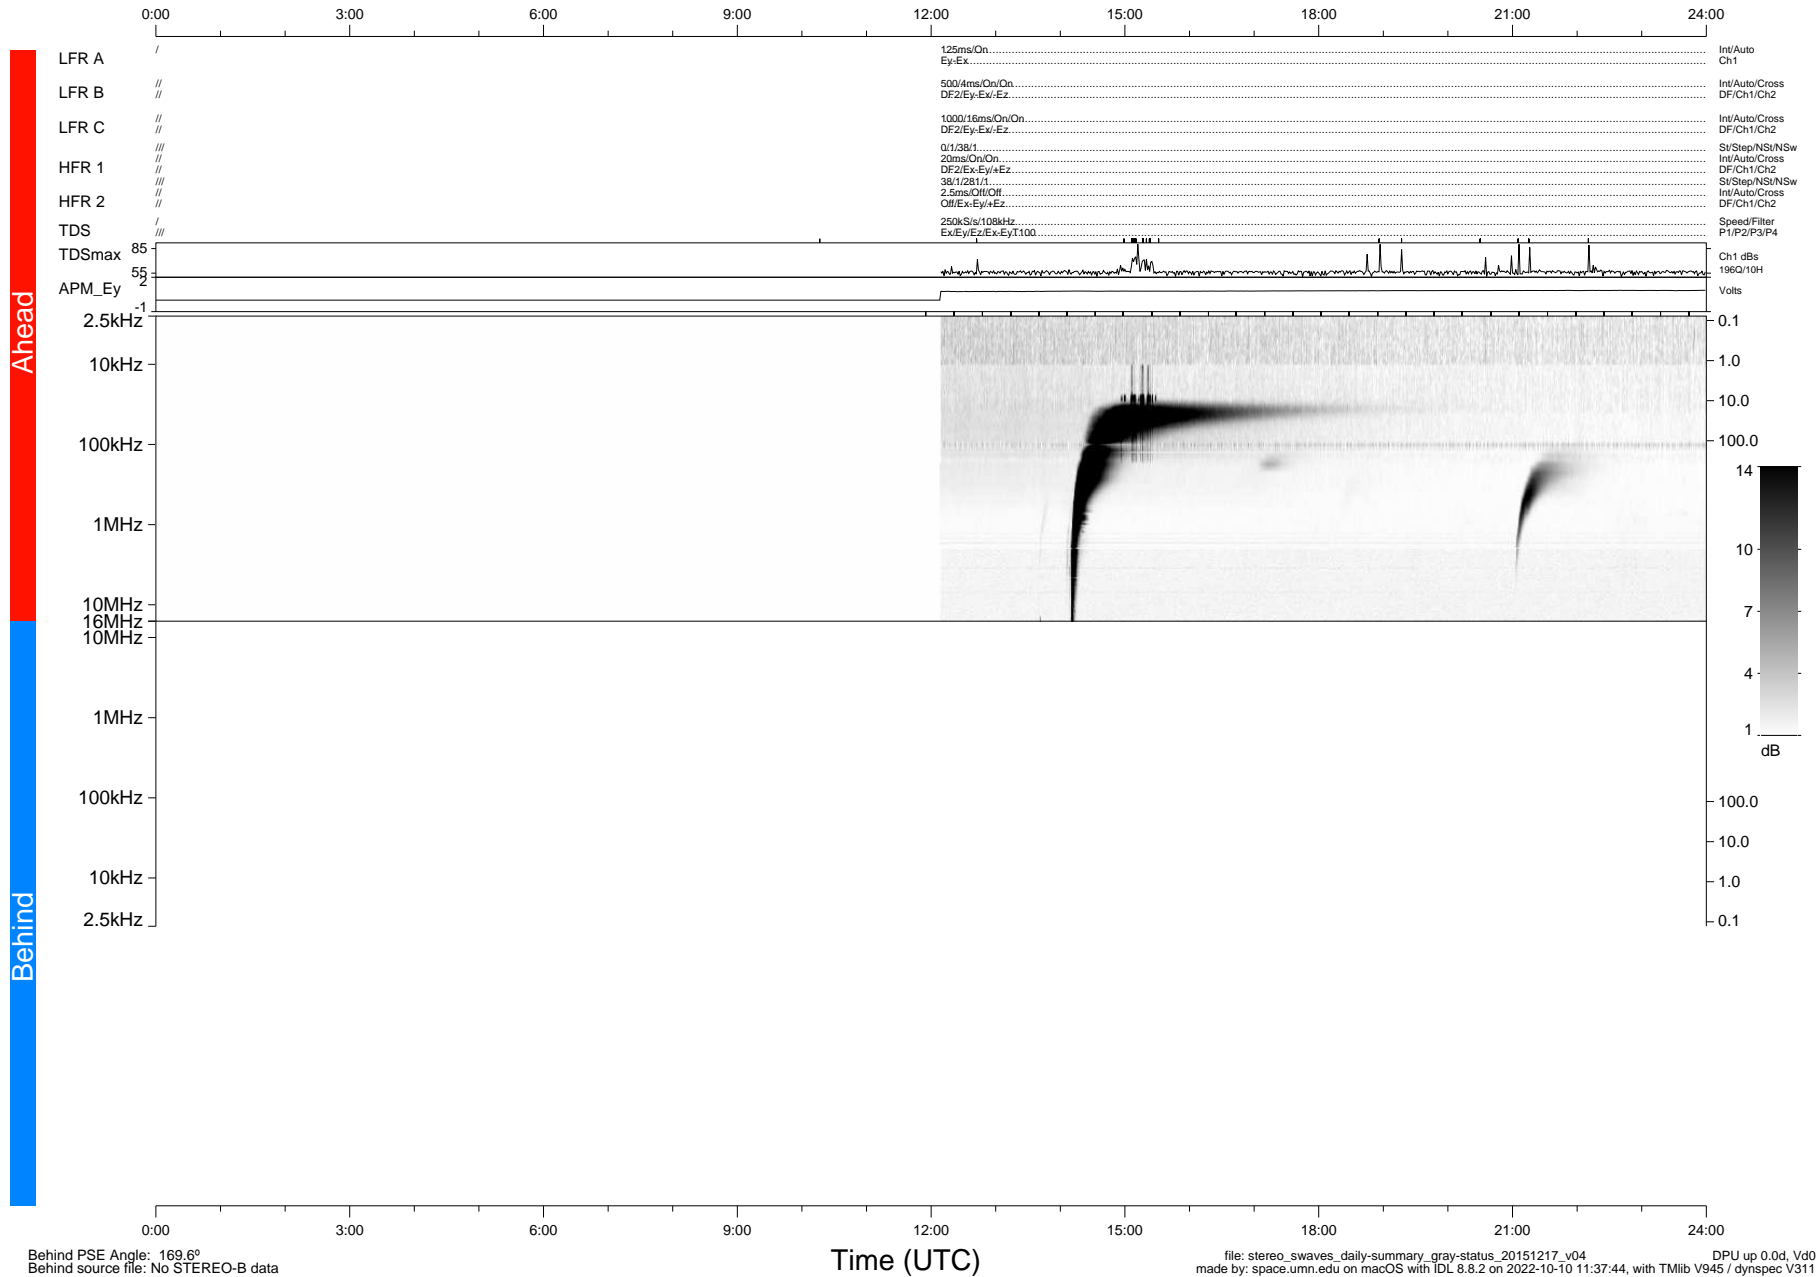 0:00 3:00 6:00 9:00 12:00 15:00 18:00 21:00 24:00
LFR A / 125ms/On Int/Auto
Ey-Ex Ch1
LFR B // 500/4ms/On/On Int/Auto/Cross
// DF2/Ey-Ex/-Ez DF/Ch1/Ch2
LFR C // 1000/16ms/On/On Int/Auto/Cross
// DF2/Ey-Ex/-Ez DF/Ch1/Ch2
/// 0/1/38/1 St/Step/NSt/NSw
HFR 1 // 20ms/On/On Int/Auto/Cross
// DF2/Ex-Ey/+Ez DF/Ch1/Ch2
/// 38/1/281/1 St/Step/NSt/NSw
HFR 2 // 2.5ms/Off/Off Int/Auto/Cross
// Off/Ex-Ey/+Ez DF/Ch1/Ch2
TDS / 250kS/s/108kHz Speed/Filter
/// Ex/Ey/Ez/Ex-EyT100 P1/P2/P3/P4
TDSmax 85 Ch1 dBs
55 196Q/10H
APM_Ey 2 Volts
-1
Ahead
2.5kHz 0.1
10kHz 1.0
10.0
100kHz 100.0
1MHz
10MHz
16MHz
14
10
7
4
1
dB
Behind
10MHz
1MHz
100kHz 100.0
10.0
10kHz 1.0
2.5kHz 0.1
0:00 3:00 6:00 9:00 12:00 15:00 18:00 21:00 24:00
Time (UTC)
Behind PSE Angle: 169.6º
Behind source file: No STEREO-B data
file: stereo_swaves_daily-summary_gray-status_20151217_v04 DPU up 0.0d, Vd0
made by: space.umn.edu on macOS with IDL 8.8.2 on 2022-10-10 11:37:44, with TMlib V945 / dynspec V311